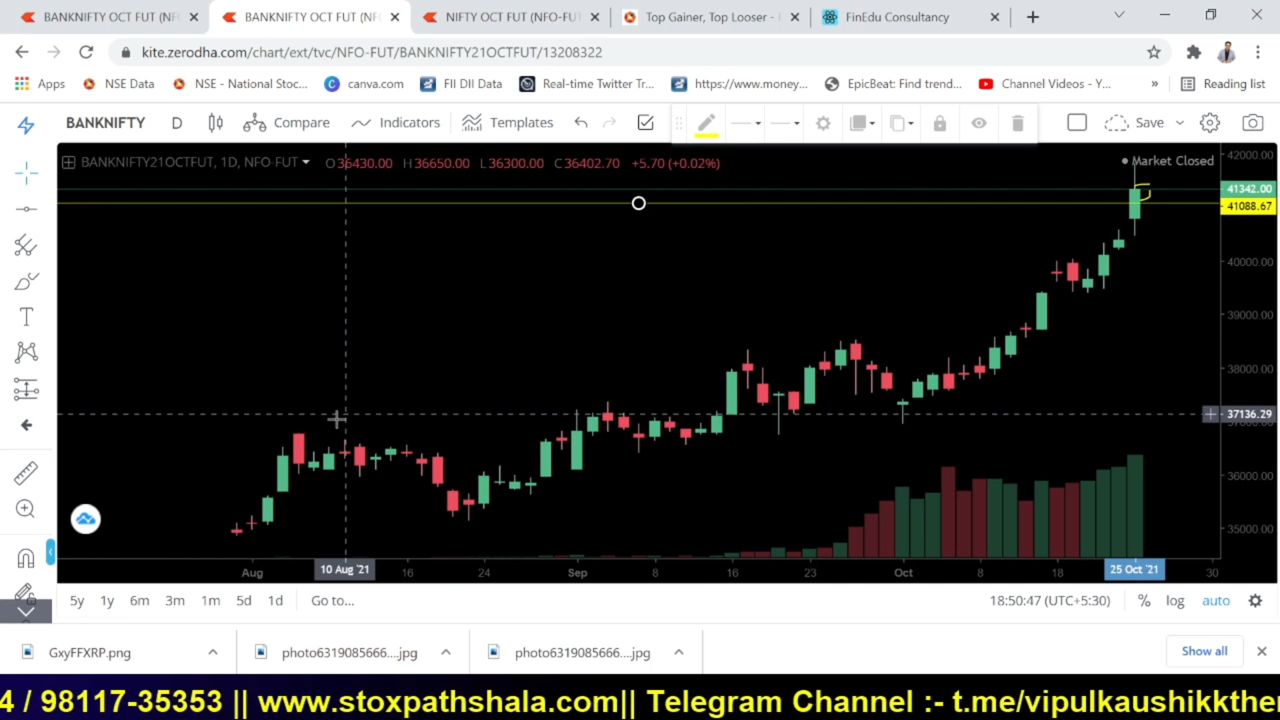 BANKNIFTY OCT FUT (NF
BANKNIFTY OCT FUT (NF
NIFTY OCT FUT (NFO-FU
Top Gainer, Top Looser -
FinEdu Consultancy
kite.zerodha.com/chart/ext/tvc/NFO-FUT/BANKNIFTY21OCTFUT/13208322
Apps
NSE Data
NSE - National Stoc...
canva.com
FII DII Data
Real-time Twitter Tr...
https://www.money...
EpicBeat: Find trend...
Channel Videos - Y...
»
Reading list
BANKNIFTY
D
Compare
Indicators
Templates
Save
BANKNIFTY21OCTFUT, 1D, NFO-FUT
O36430.00 H36650.00 L36300.00 C36402.70 +5.70 (+0.02%)
Market Closed
42000.00
41342.00
41088.67
40000.00
39000.00
38000.00
37136.29
37000.00
36000.00
35000.00
Aug
10 Aug '21
16
24
Sep
8
16
23
Oct
8
18
25 Oct '21
30
5y 1y 6m 3m 1m 5d 1d Go to...
18:50:47 (UTC+5:30) % log auto
GxyFFXRP.png
photo6319085666....jpg
photo6319085666....jpg
Show all
4 / 98117-35353 || www.stoxpathshala.com|| Telegram Channel :- t.me/vipulkaushikkthe